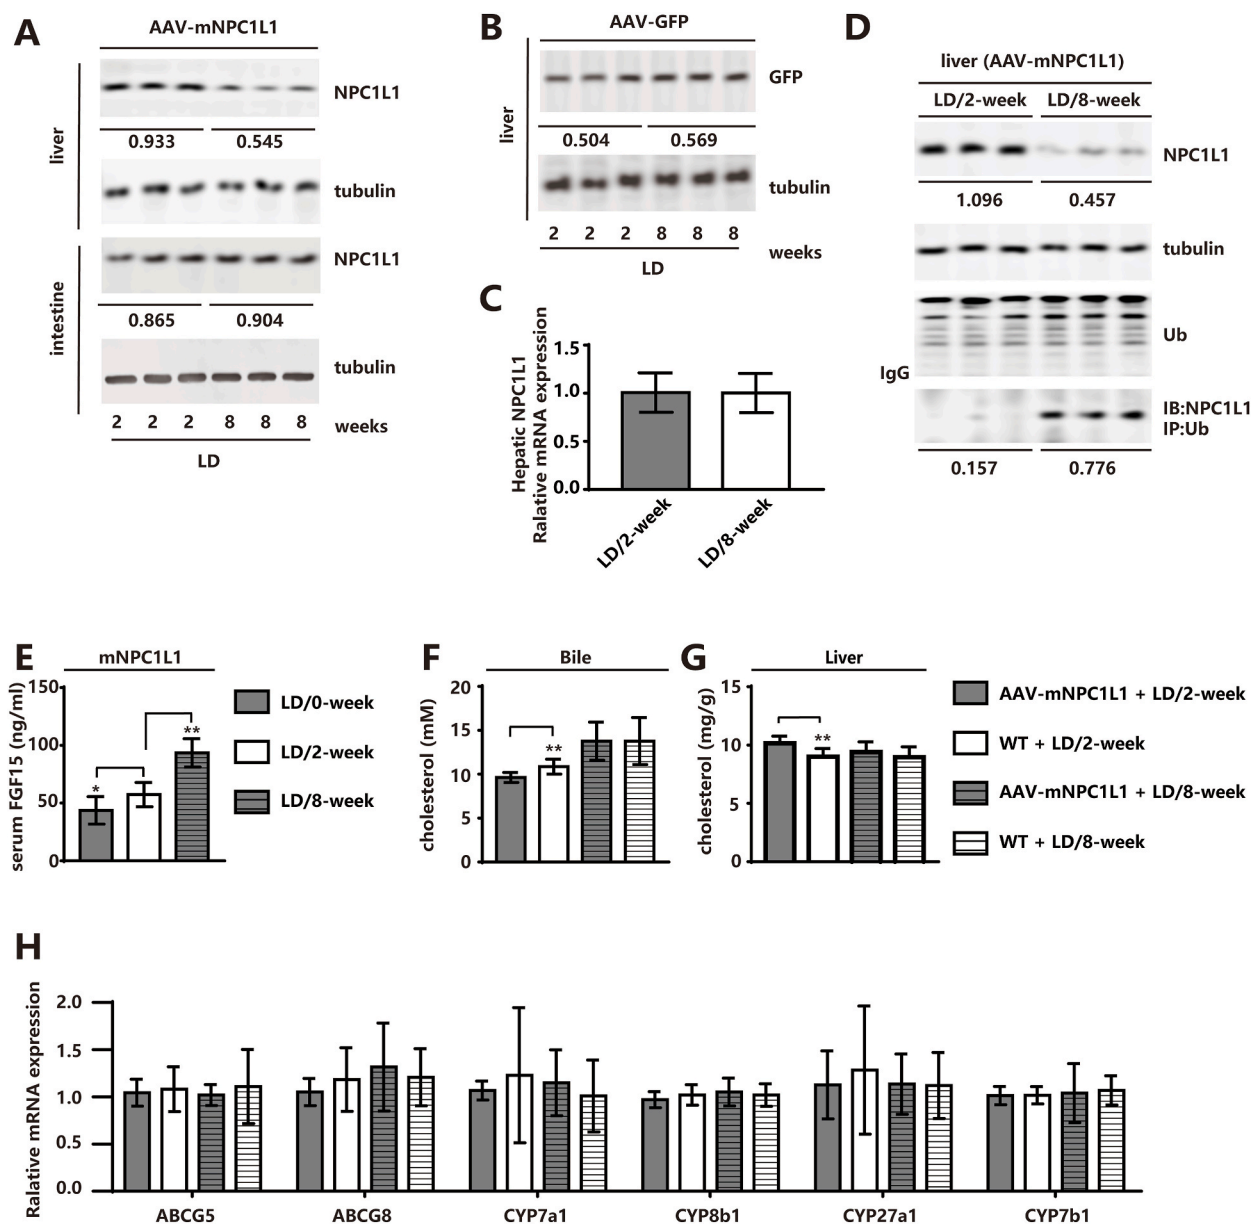 A
AAV-mNPC1L1
liver
NPC1L1
0.933 0.545
tubulin
intestine
NPC1L1
0.865 0.904
tubulin
2 2 2 8 8 8 weeks
LD
B
AAV-GFP
liver
GFP
0.504 0.569
tubulin
2 2 2 8 8 8
weeks
LD
C
Hepatic NPC1L1
Ralative mRNA expression
1.5
1.0
0.5
0.0
LD/2-week
LD/8-week
D
liver (AAV-mNPC1L1)
LD/2-week LD/8-week
NPC1L1
1.096 0.457
tubulin
Ub
IgG
IB:NPC1L1
IP:Ub
0.157 0.776
E
mNPC1L1
serum FGF15 (ng/ml)
150
100
50
0
*
**
LD/0-week
LD/2-week
LD/8-week
F
Bile
cholesterol (mM)
20
15
10
5
0
**
G
Liver
cholesterol (mg/g)
15
10
5
0
**
AAV-mNPC1L1 + LD/2-week
WT + LD/2-week
AAV-mNPC1L1 + LD/8-week
WT + LD/8-week
H
Ralative mRNA expression
2.0
1.5
1.0
0.5
0.0
ABCG5 ABCG8 CYP7a1 CYP8b1 CYP27a1 CYP7b1